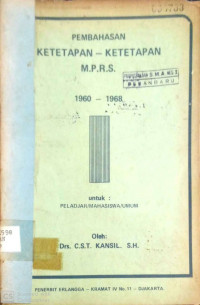 PEMBAHASAN
KETETAPAN - KETETAPAN
M.P.R.S.
1960 - 1968
untuk :
PELADJAR/MAHASISWA/UMUM
Oleh:
Drs. C.S.T. KANSIL. S.H.
PENERBIT ERLANGGA - KRAMAT IV No. 11 - DJAKARTA